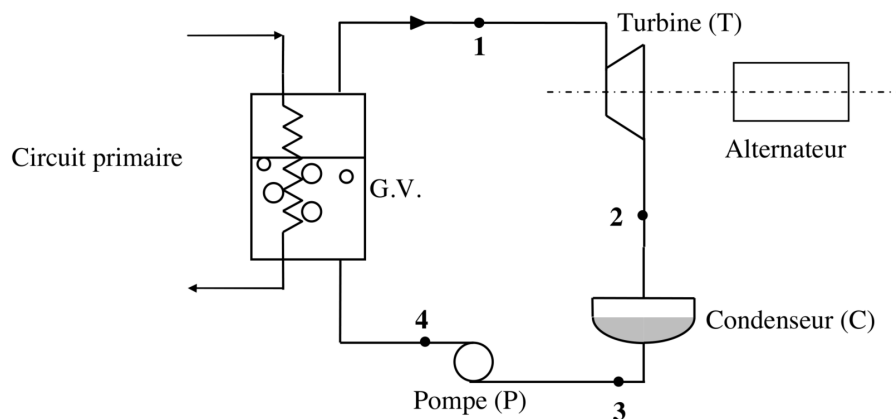 Turbine (T)
1
Circuit primaire
Alternateur
G.V.
2
4
Condenseur (C)
Pompe (P)
3